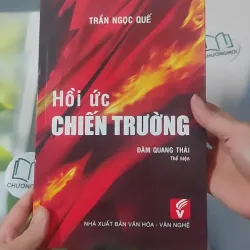 TRẦN NGỌC QUẾ
Hồi ức
CHIẾN TRƯỜNG
ĐÀM QUANG THÁI
Thể hiện
NHÀ XUẤT BẢN VĂN HÓA - VĂN NGHỆ